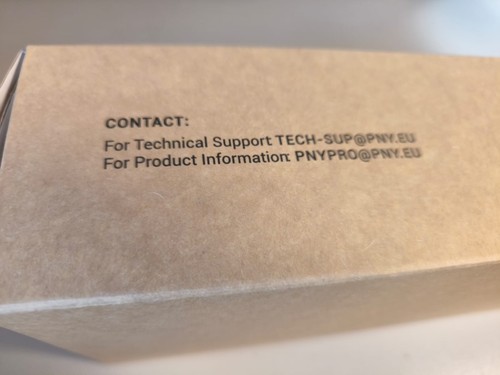 CONTACT:
For Technical Support TECH-SUP@PNY.EU
For Product Information: PNYPRO@PNY.EU